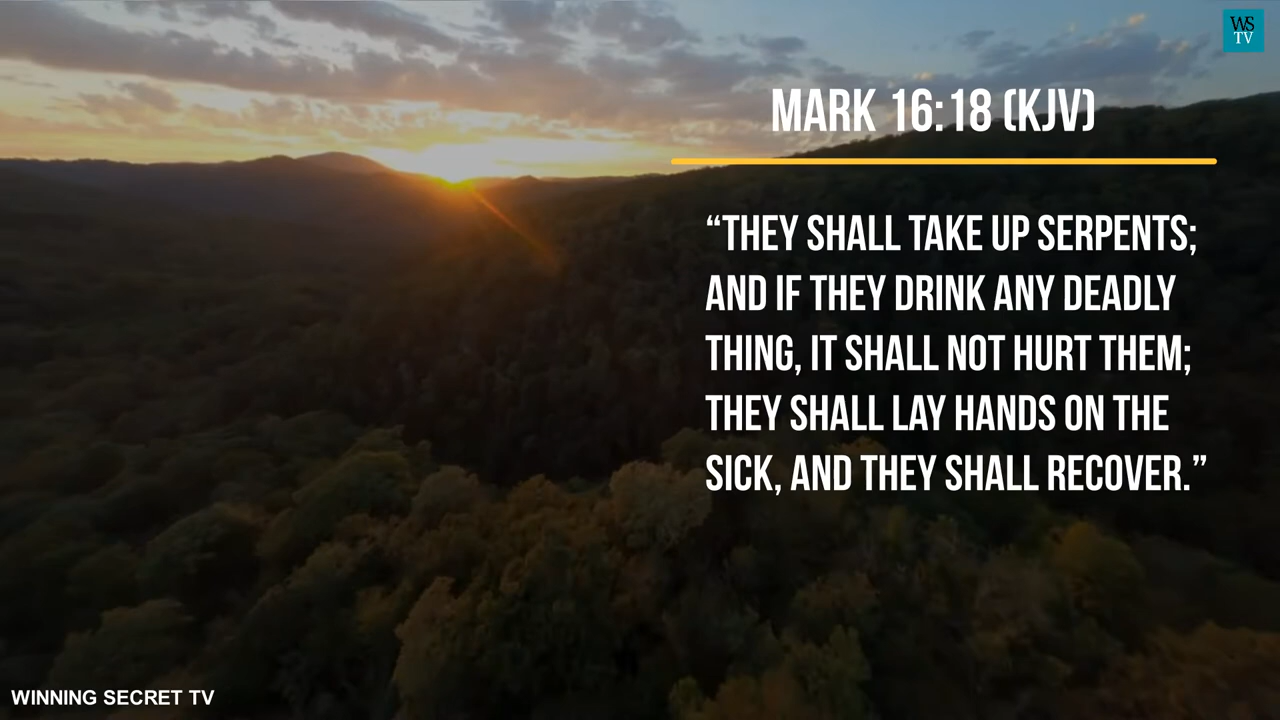 WS
TV
MARK 16:18 (KJV)
“THEY SHALL TAKE UP SERPENTS;
AND IF THEY DRINK ANY DEADLY
THING, IT SHALL NOT HURT THEM;
THEY SHALL LAY HANDS ON THE
SICK, AND THEY SHALL RECOVER.”
WINNING SECRET TV